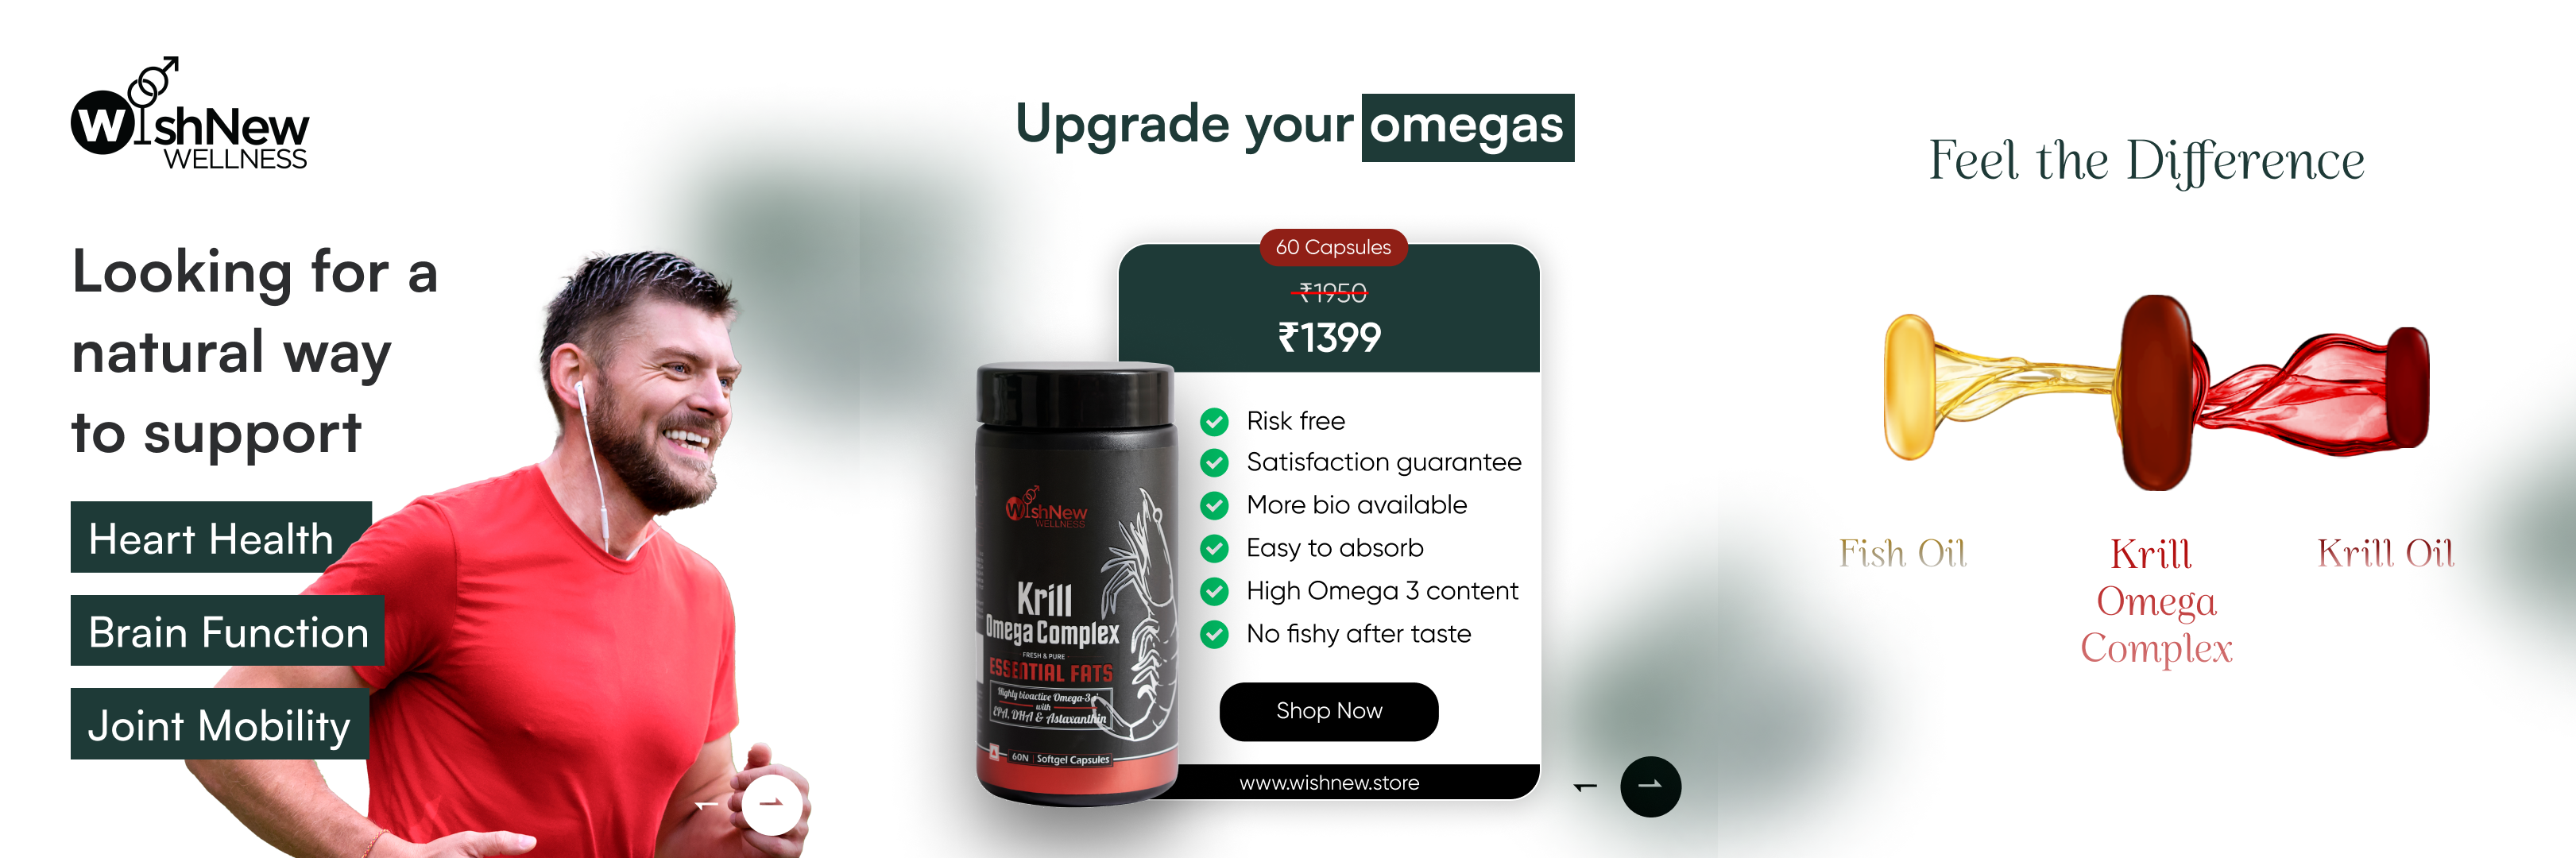 WishNew
WELLNESS
Looking for a
natural way
to support
Heart Health
Brain Function
Joint Mobility
Upgrade your omegas
60 Capsules
₹1950
₹1399
Risk free
Satisfaction guarantee
More bio available
Easy to absorb
High Omega 3 content
No fishy after taste
Shop Now
www.wishnew.store
WishNew
WELLNESS
Krill
Omega Complex
FRESH & PURE
ESSENTIAL FATS
Highly bioactive Omega-3
with
EPA, DHA & Astaxanthin
60N | Softgel Capsules
Feel the Difference
Fish Oil
Krill
Omega
Complex
Krill Oil